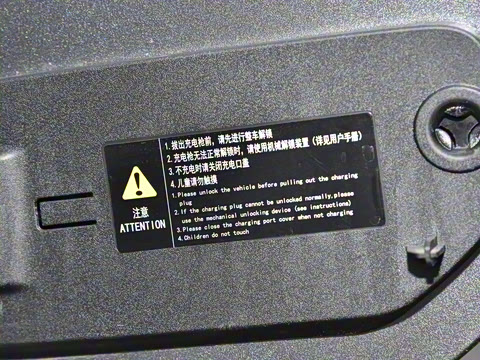 注意
ATTENTION
1.拔出充电枪前，请先进行整车解锁
2.充电枪无法正常解锁时，请使用机械解锁装置（详见用户手册）
3.不充电时请关闭充电口盖
4.儿童请勿触摸
1.Please unlock the vehicle before pulling out the charging
plug
2.If the charging plug cannot be unlocked normally,please
use the mechanical unlocking device (see instructions)
3.Please close the charging port cover when not charging
4.Children do not touch